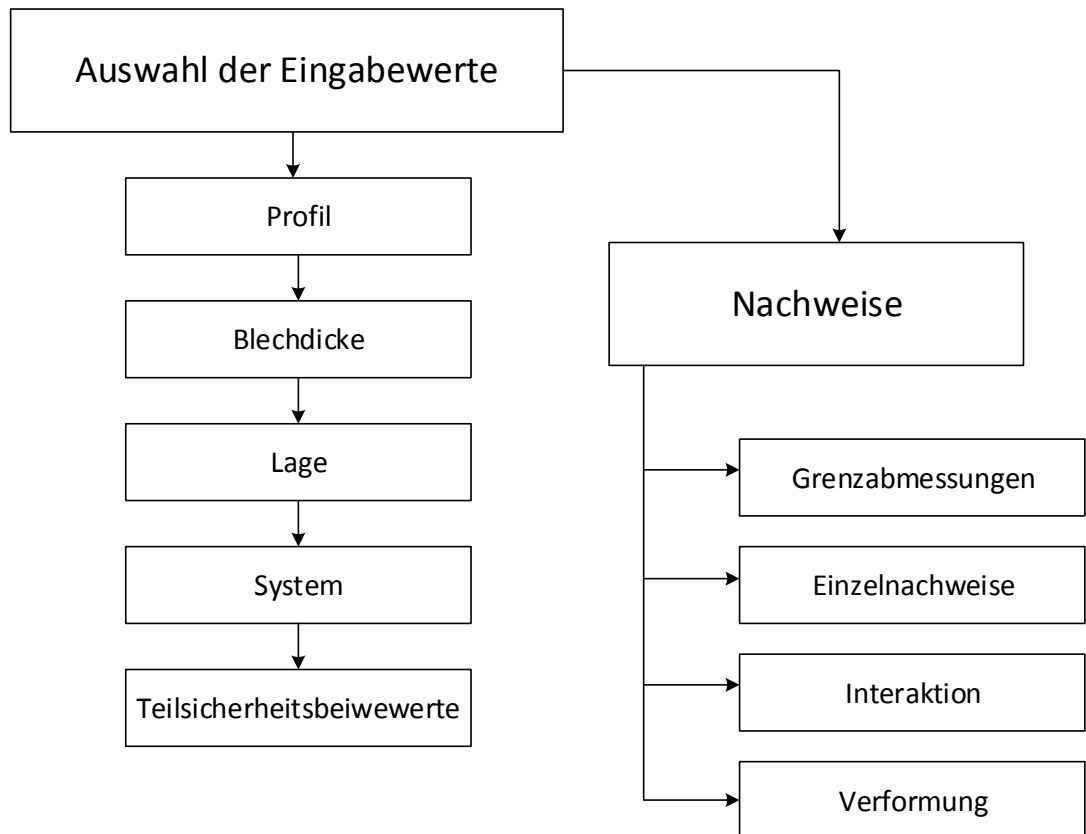 Auswahl der Eingabewerte
Profil
Blechdicke
Lage
System
Teilsicherheitsbeiwewerte
Nachweise
Grenzabmessungen
Einzelnachweise
Interaktion
Verformung